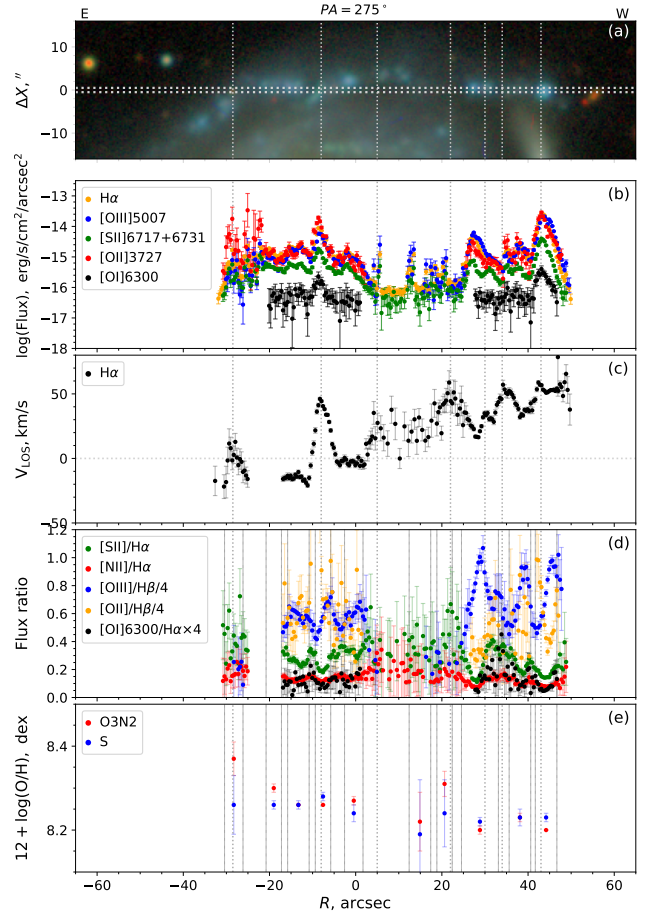 E PA = 275° W
(a)
ΔX, ″
10
0
−10
(b)
Hα
[OIII]5007
[SII]6717+6731
[OII]3727
[OI]6300
log(Flux), erg/s/cm²/arcsec²
−13
−14
−15
−16
−17
−18
(c)
Hα
V_LOS, km/s
50
0
−50
(d)
[SII]/Hα
[NII]/Hα
[OIII]/Hβ/4
[OII]/Hβ/4
[OI]6300/Hα×4
Flux ratio
1.2
1.0
0.8
0.6
0.4
0.2
0.0
(e)
O3N2
S
12 + log(O/H), dex
8.4
8.2
−60 −40 −20 0 20 40 60
R, arcsec